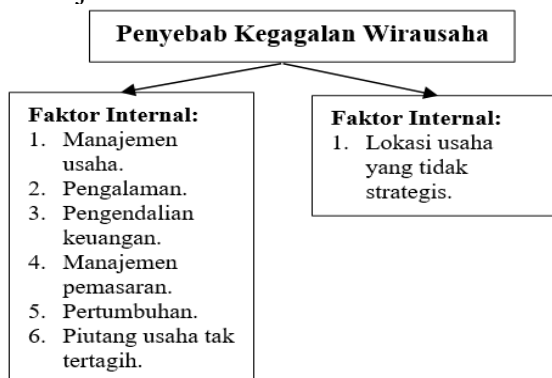 Penyebab Kegagalan Wirausaha
Faktor Internal:
1. Manajemen
usaha.
2. Pengalaman.
3. Pengendalian
keuangan.
4. Manajemen
pemasaran.
5. Pertumbuhan.
6. Piutang usaha tak
tertagih.
Faktor Internal:
1. Lokasi usaha
yang tidak
strategis.